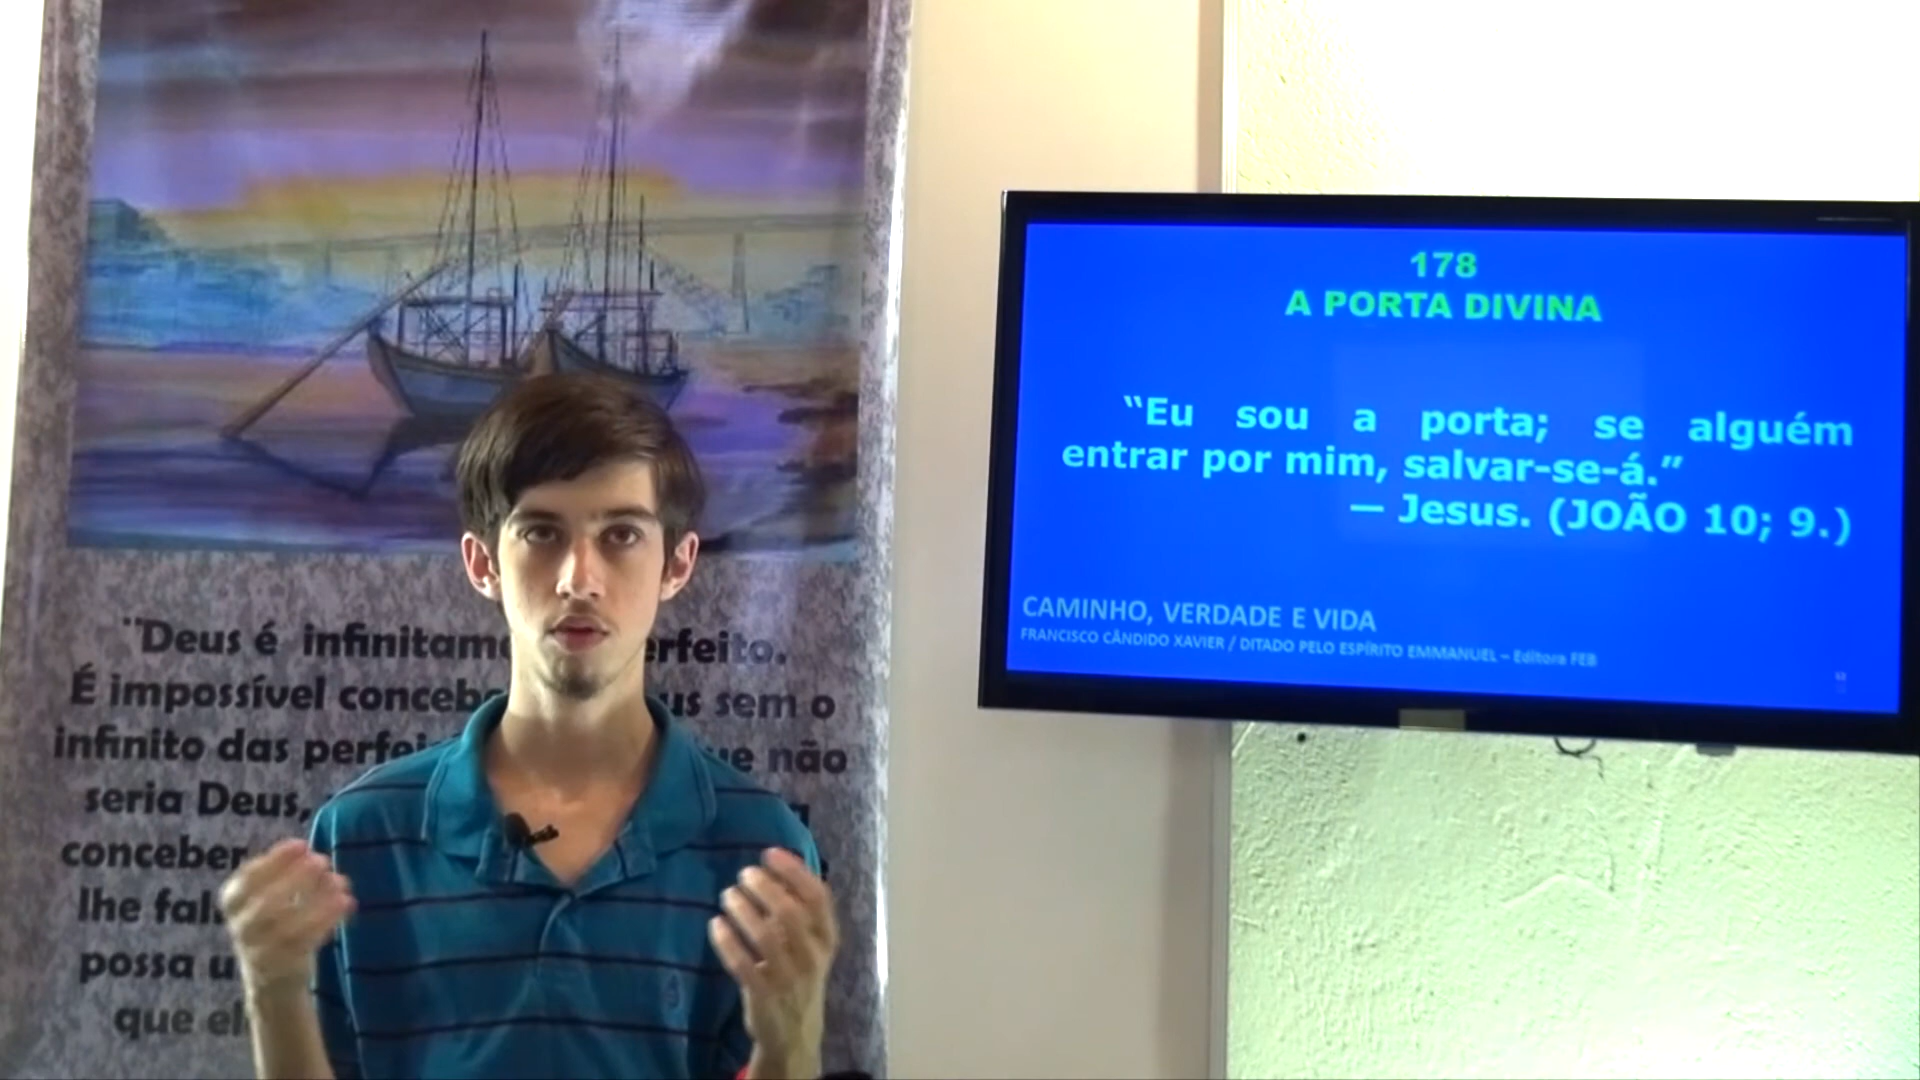 ¨Deus é infinitam erfeito.
É impossível conceb us sem o
infinito das perfei ue não
seria Deus,
conceber
lhe fal
possa u
que el
178
A PORTA DIVINA
“Eu sou a porta; se alguém
entrar por mim, salvar-se-á.”
— Jesus. (JOÃO 10; 9.)
CAMINHO, VERDADE E VIDA
FRANCISCO CÂNDIDO XAVIER / DITADO PELO ESPÍRITO EMMANUEL – Editora FEB